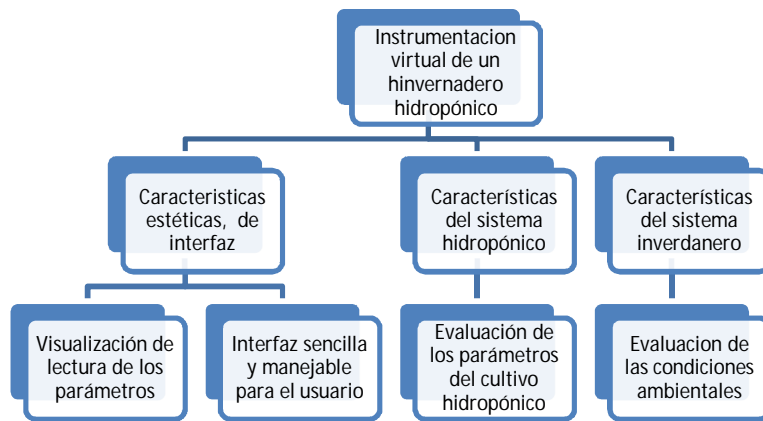 Instrumentacion
virtual de un
hinvernadero
hidropónico
Caracteristicas
estéticas, de
interfaz
Características
del sistema
hidropónico
Características
del sistema
inverdanero
Visualización de
lectura de los
parámetros
Interfaz sencilla
y manejable
para el usuario
Evaluación de
los parámetros
del cultivo
hidropónico
Evaluacion de
las condiciones
ambientales